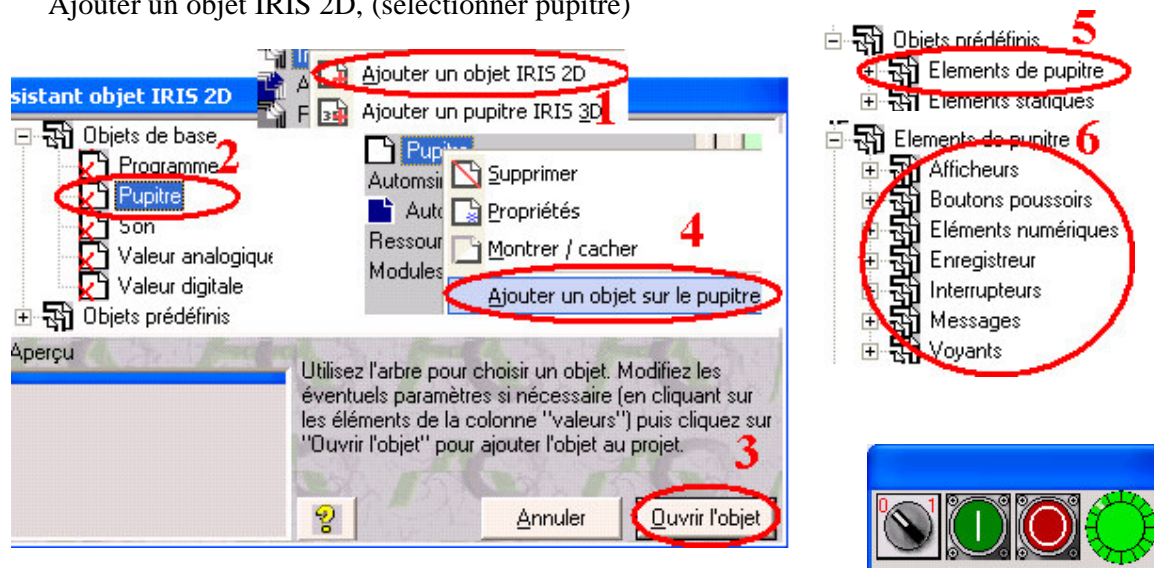 Ajouter un objet IRIS 2D, (sélectionner pupitre)
Ajouter un objet IRIS 2D
1
Ajouter un pupitre IRIS 3D
sistant objet IRIS 2D
Objets de base
2
Programme
Pupitre
Son
Valeur analogique
Valeur digitale
Objets prédéfinis
Pupitre
Automsi
Auto
Ressour
Modules
Supprimer
Propriétés
4
Montrer / cacher
Ajouter un objet sur le pupitre
Aperçu
Utilisez l'arbre pour choisir un objet. Modifiez les
éventuels paramètres si nécessaire (en cliquant sur
les éléments de la colonne "valeurs") puis cliquez sur
"Ouvrir l'objet" pour ajouter l'objet au projet.
3
?
Annuler
Ouvrir l'objet
5
Objets prédéfinis
Elements de pupitre
Elements statiques
Elements de pupitre
6
Afficheurs
Boutons poussoirs
Eléments numériques
Enregistreur
Interrupteurs
Messages
Voyants
0 1